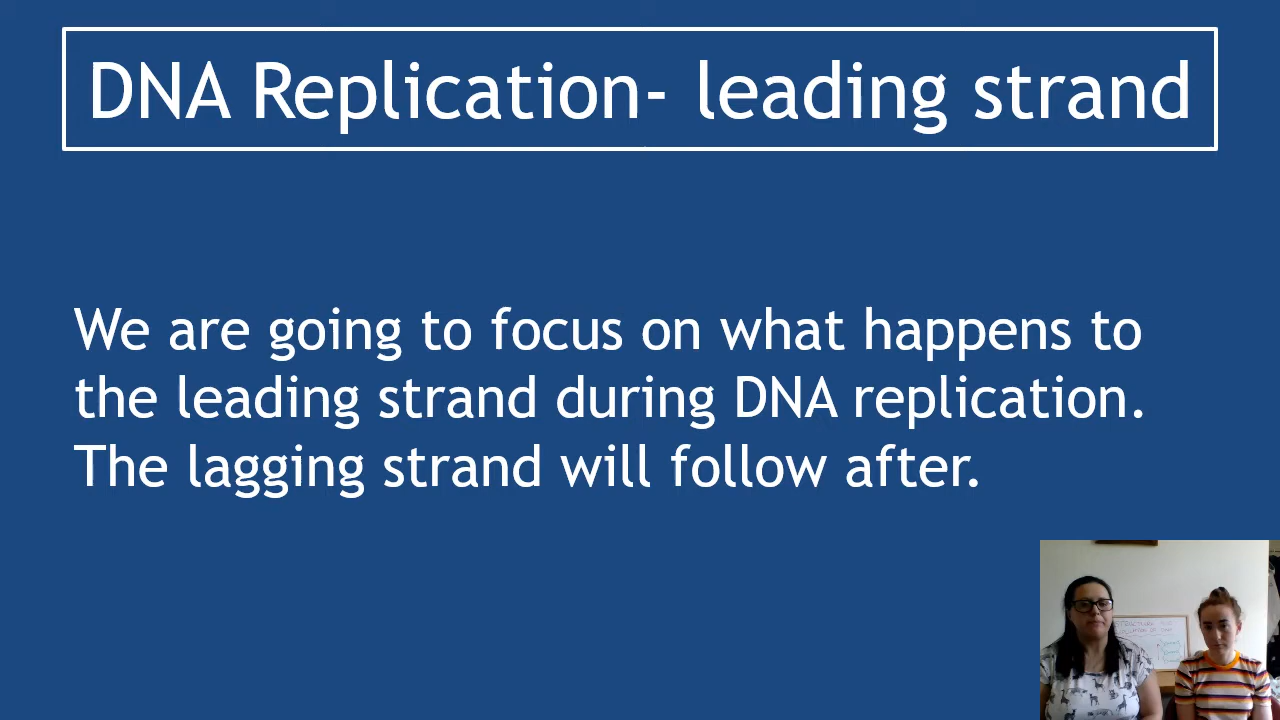 DNA Replication- leading strand
We are going to focus on what happens to
the leading strand during DNA replication.
The lagging strand will follow after.